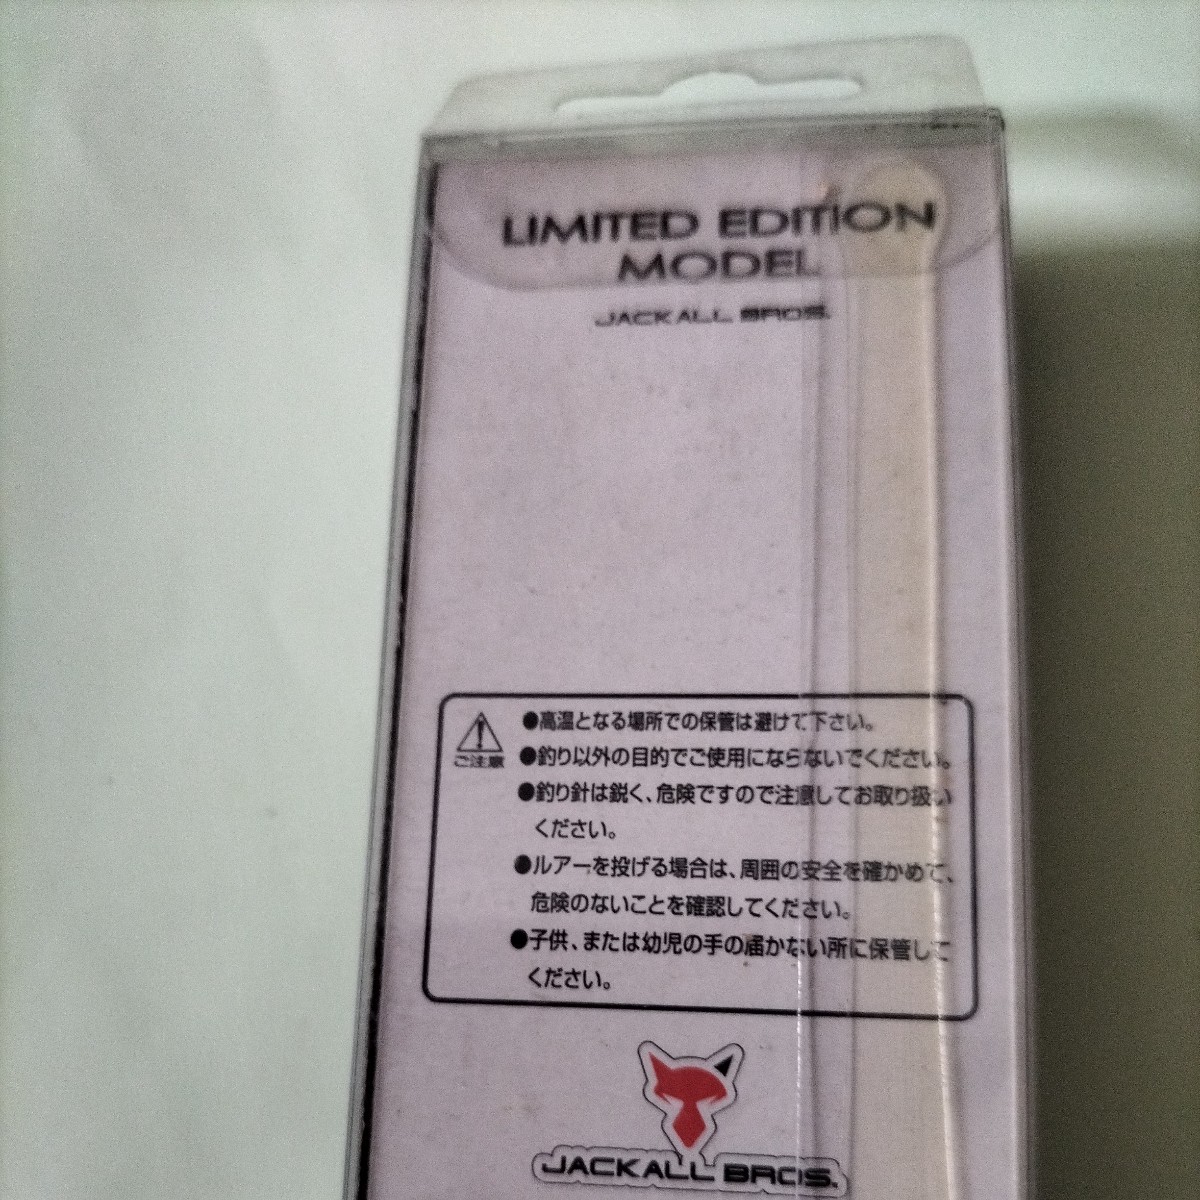 LIMITED EDITION
MODEL
JACKALL BROS.
ご注意
●高温となる場所での保管は避けて下さい。
●釣り以外の目的でご使用にならないでください。
●釣り針は鋭く、危険ですので注意してお取り扱い
ください。
●ルアーを投げる場合は、周囲の安全を確かめて、
危険のないことを確認してください。
●子供、または幼児の手の届かない所に保管して
ください。
JACKALL BROS.